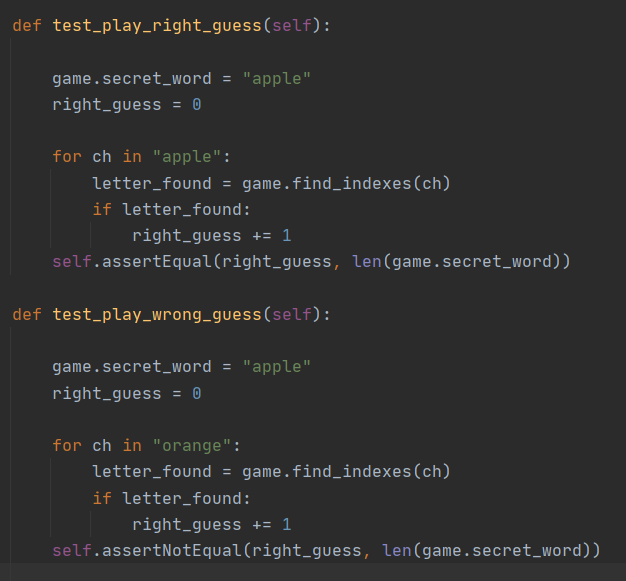 def test_play_right_guess(self):
game.secret_word = "apple"
right_guess = 0
for ch in "apple":
letter_found = game.find_indexes(ch)
if letter_found:
right_guess += 1
self.assertEqual(right_guess, len(game.secret_word))
def test_play_wrong_guess(self):
game.secret_word = "apple"
right_guess = 0
for ch in "orange":
letter_found = game.find_indexes(ch)
if letter_found:
right_guess += 1
self.assertNotEqual(right_guess, len(game.secret_word))